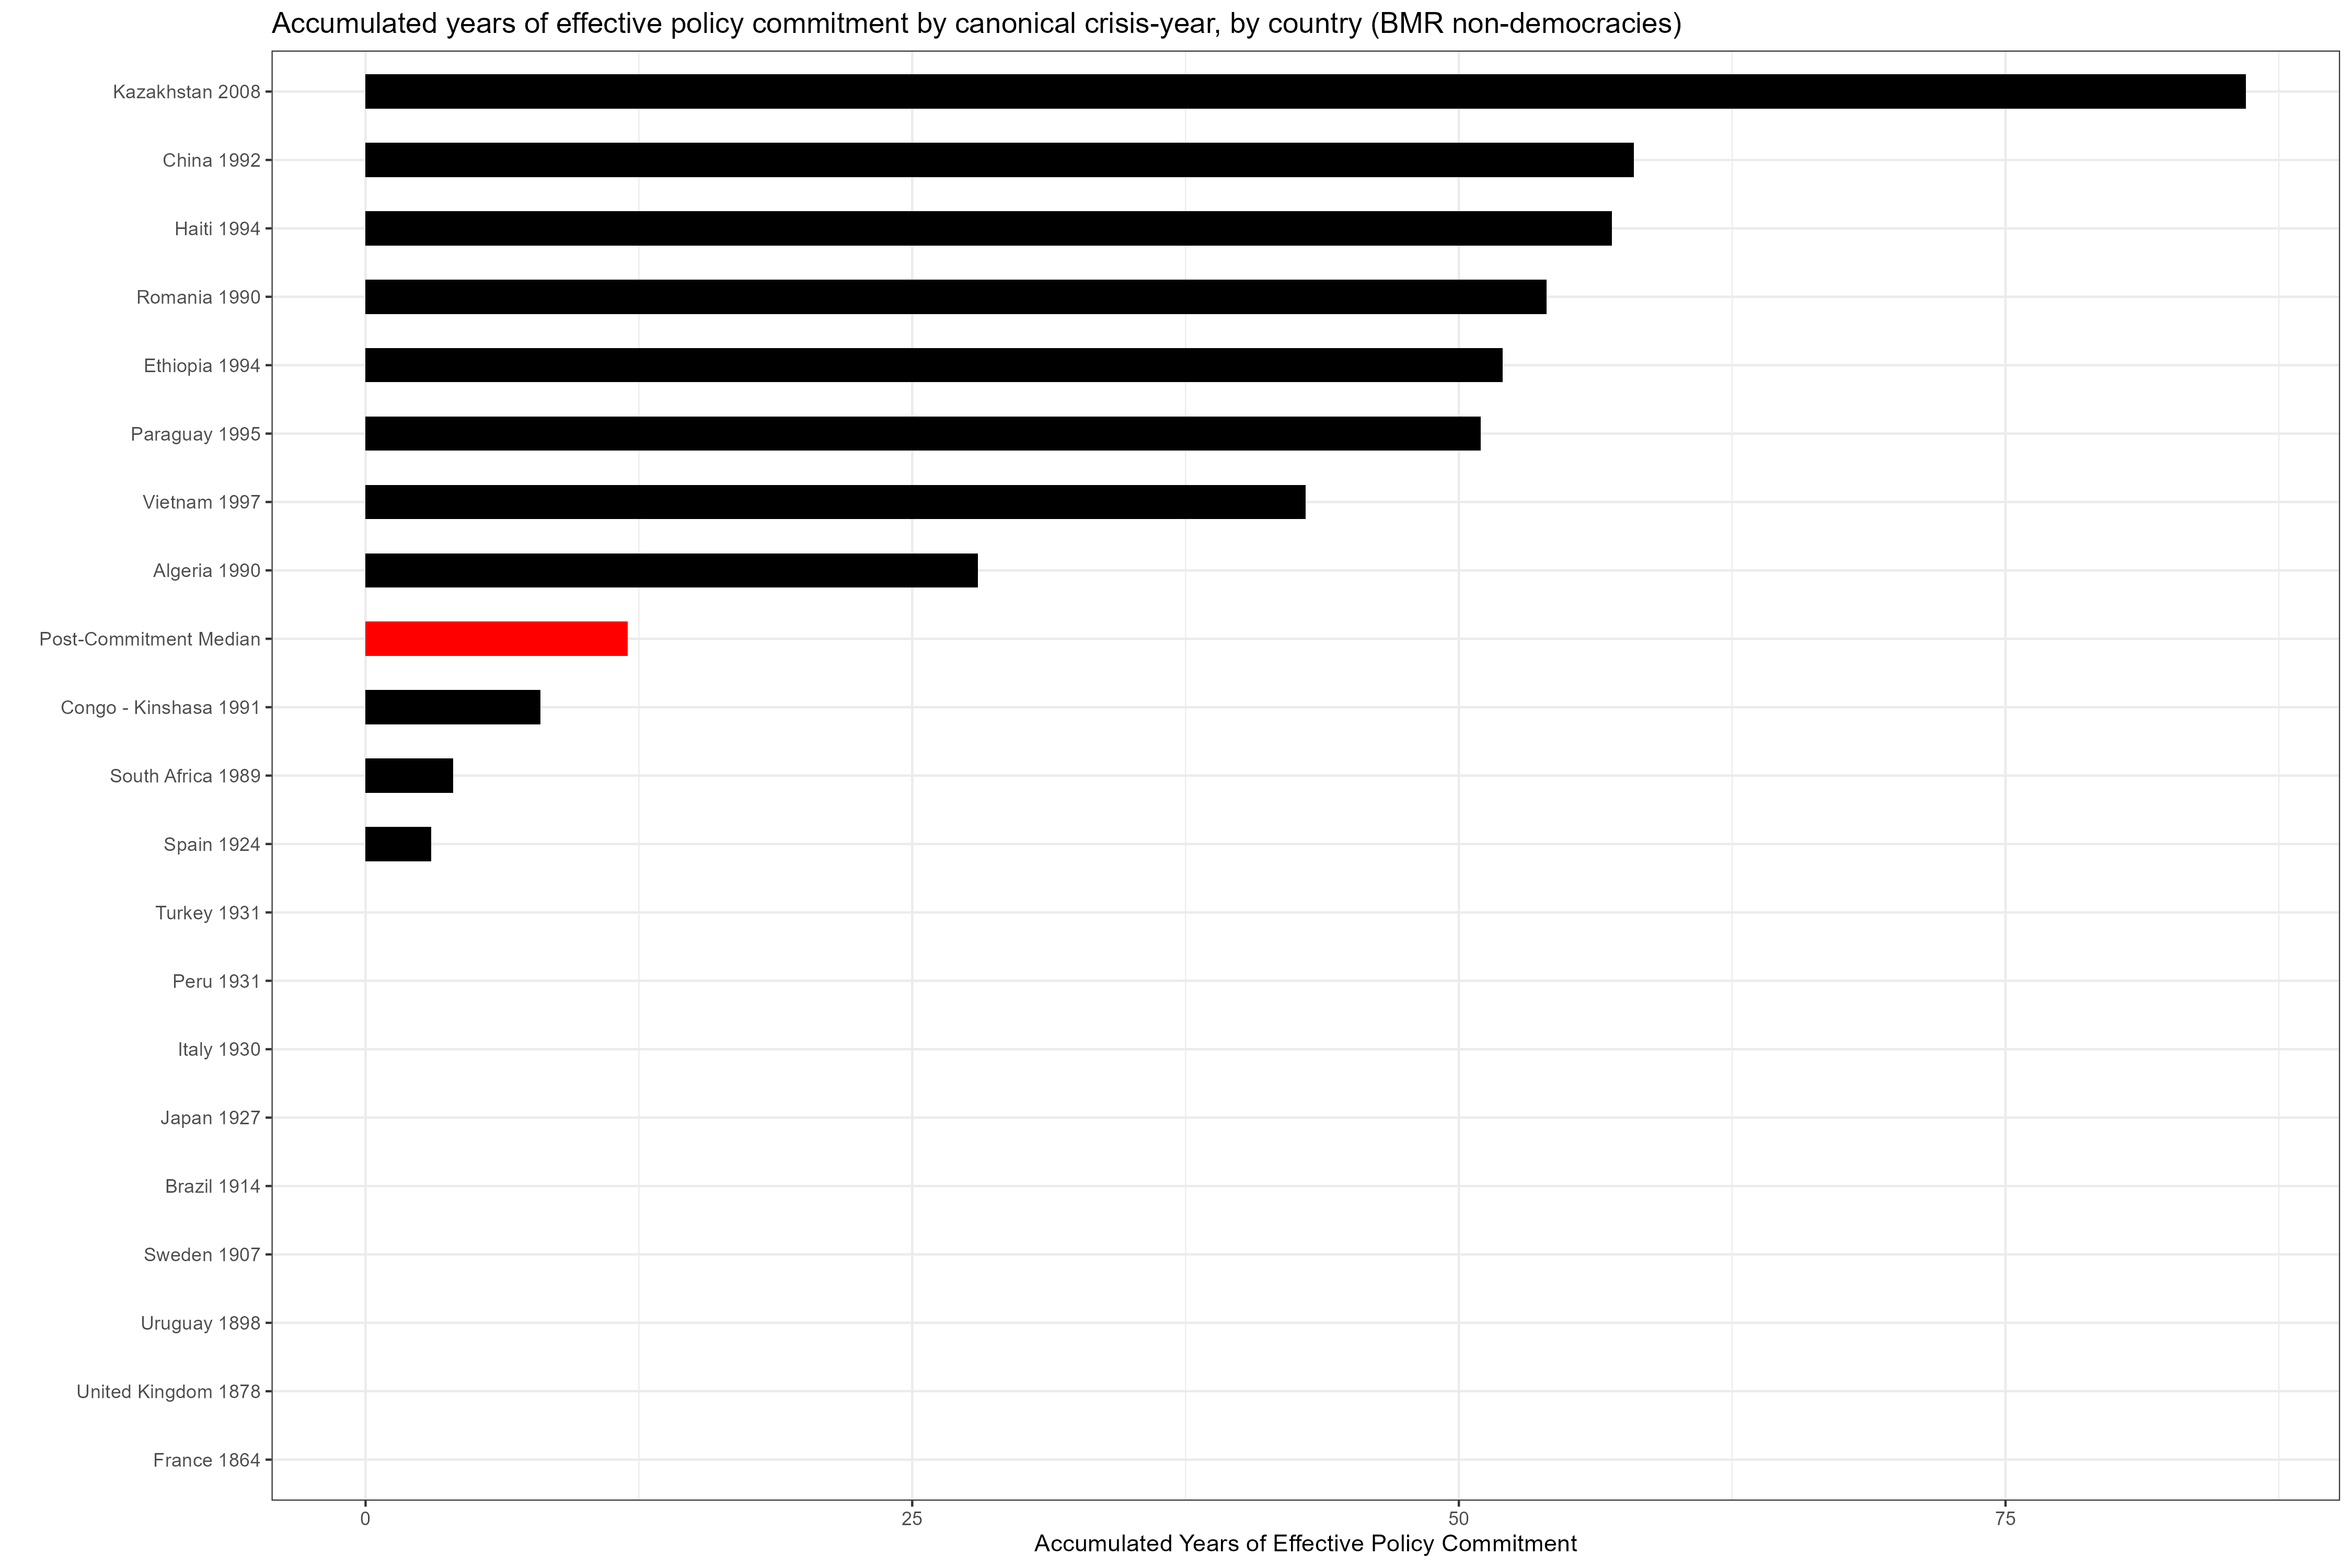 Accumulated years of effective policy commitment by canonical crisis-year, by country (BMR non-democracies)
Kazakhstan 2008
China 1992
Haiti 1994
Romania 1990
Ethiopia 1994
Paraguay 1995
Vietnam 1997
Algeria 1990
Post-Commitment Median
Congo - Kinshasa 1991
South Africa 1989
Spain 1924
Turkey 1931
Peru 1931
Italy 1930
Japan 1927
Brazil 1914
Sweden 1907
Uruguay 1898
United Kingdom 1878
France 1864
0 25 50 75
Accumulated Years of Effective Policy Commitment